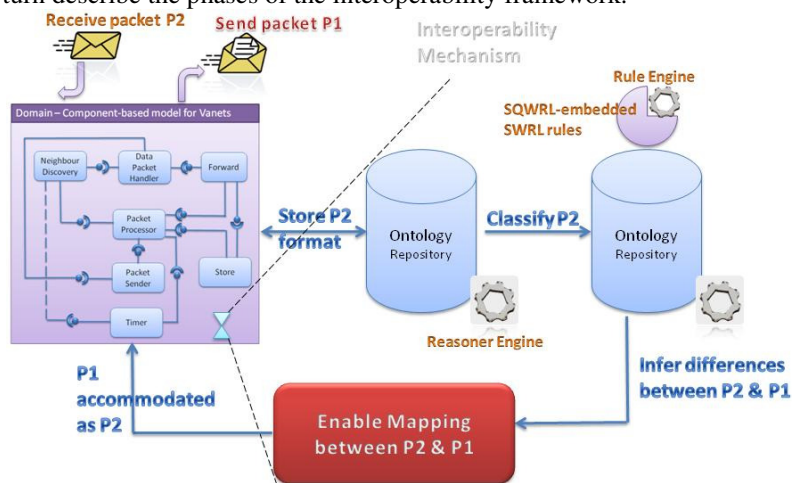 turn describe the phases of the interoperability framework.
Receive packet P2
Send packet P1
Interoperability
Mechanism
Rule Engine
SQWRL-embedded
SWRL rules
Domain – Component-based model for Vanets
Neighbour
Discovery
Data
Packet
Handler
Forward
Packet
Processor
Packet
Sender
Store
Timer
Store P2
format
Ontology
Repository
Classify P2
Ontology
Repository
Reasoner Engine
Infer differences
between P2 & P1
P1
accommodated
as P2
Enable Mapping
between P2 & P1